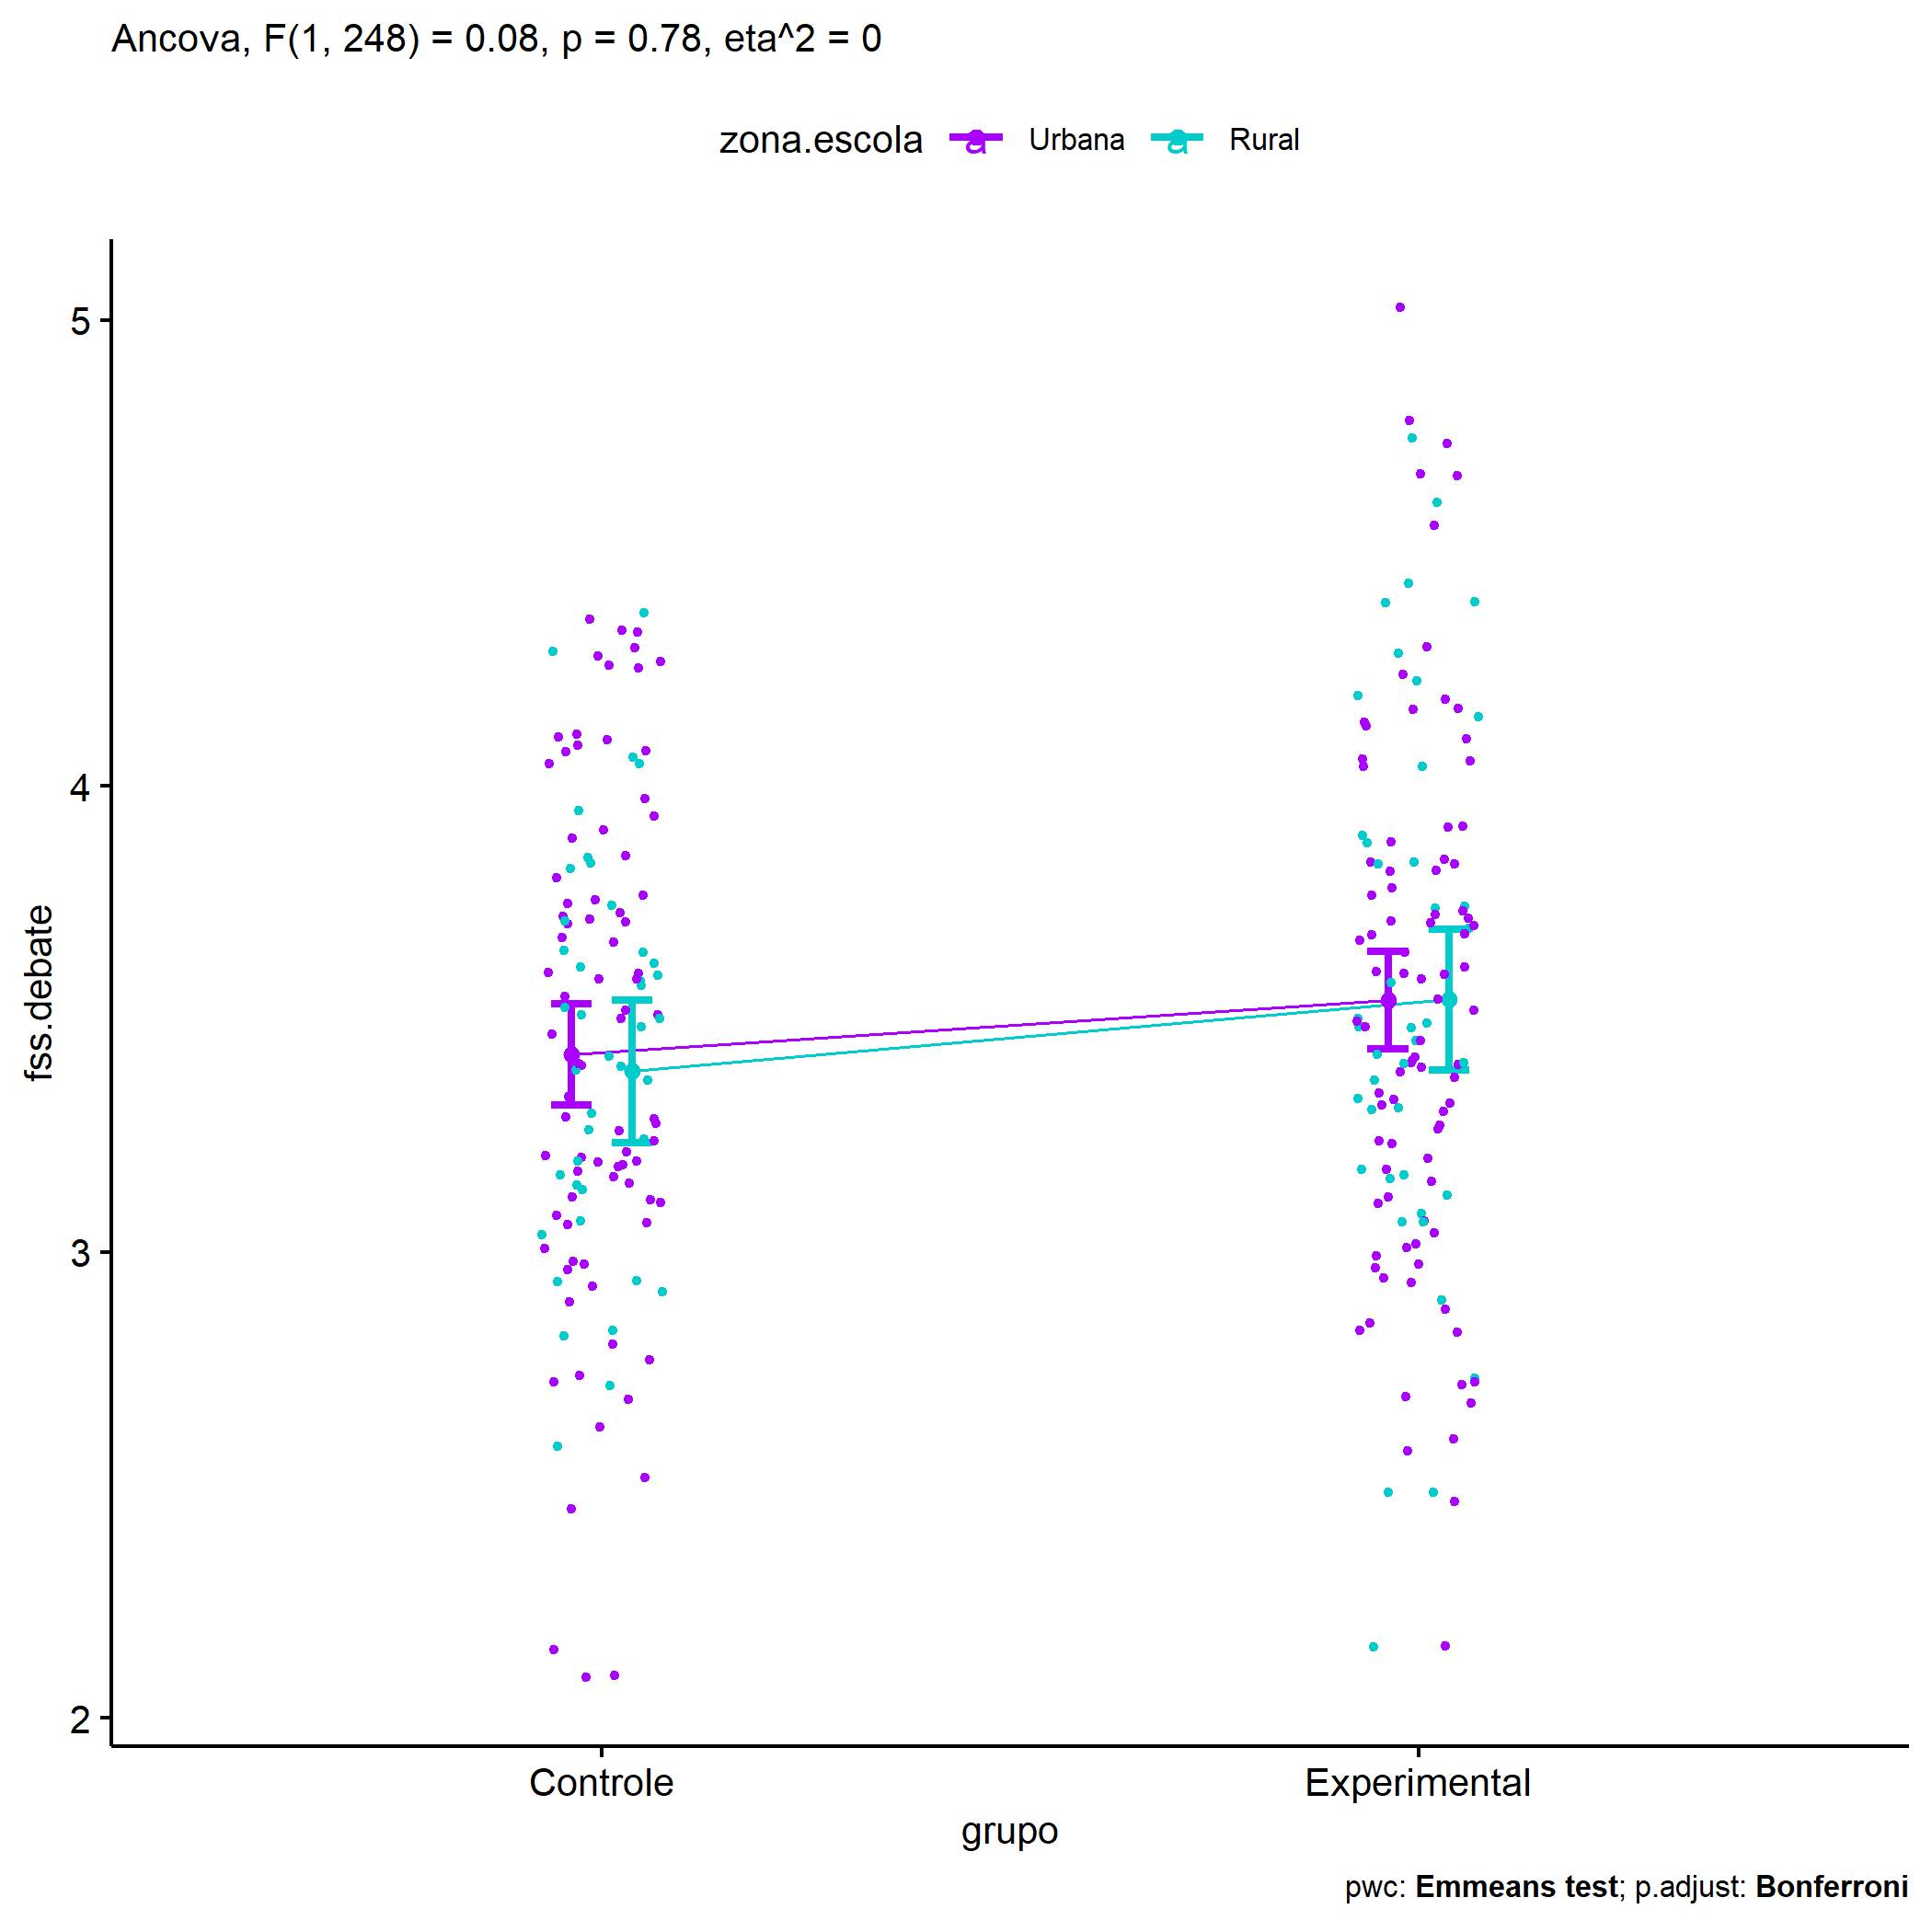 Ancova, F(1, 248) = 0.08, p = 0.78, eta^2 = 0
zona.escola a Urbana a Rural
5
4
3
2
fss.debate
Controle Experimental
grupo
pwc: Emmeans test; p.adjust: Bonferroni